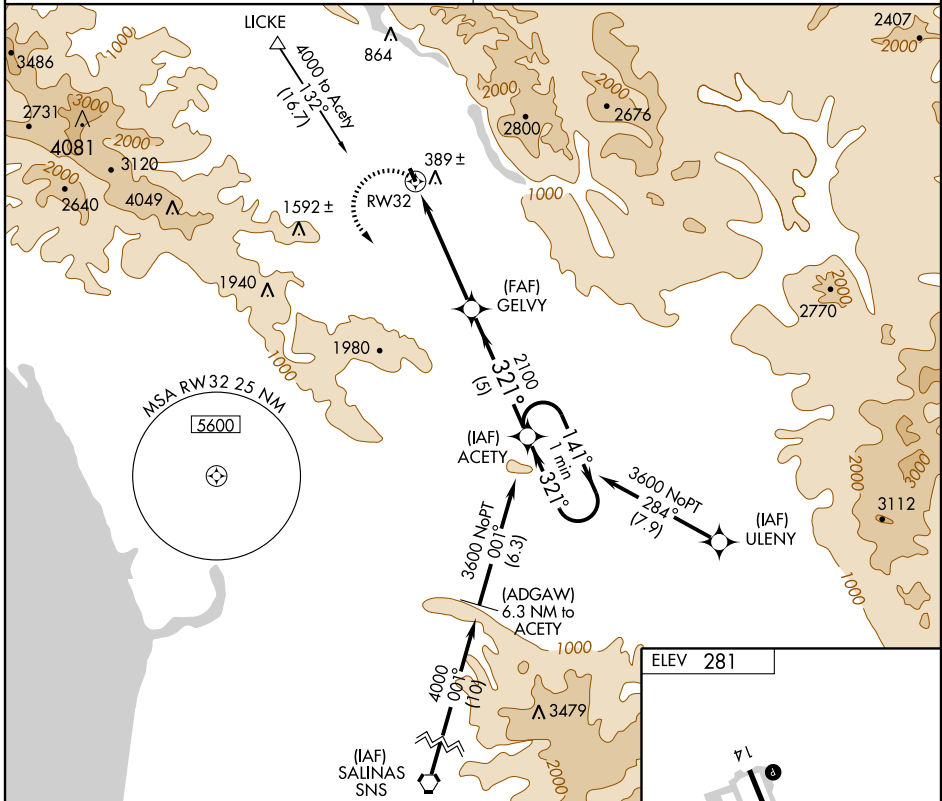 LICKE
864
2407
2000
3486
1000
4000 to Acety
132°
(16.7)
2731
3000
4081
2000
3120
2000
2640
4049
2000
2800
2000
2676
389 ±
RW32
1592 ±
1000
1940
(FAF)
GELVY
2000
2770
1980
1000
2100
321°
(5)
MSA RW32 25 NM
5600
(IAF)
ACETY
141°
1 min
321°
3600 NoPT
284°
(7.9)
(IAF)
ULENY
2000
3000
3112
3600 NoPT
001°
(6.3)
(ADGAW)
6.3 NM to
ACETY
1000
1000
4000
001°
(10)
3479
2000
(IAF)
SALINAS
SNS
ELEV 281
14
P